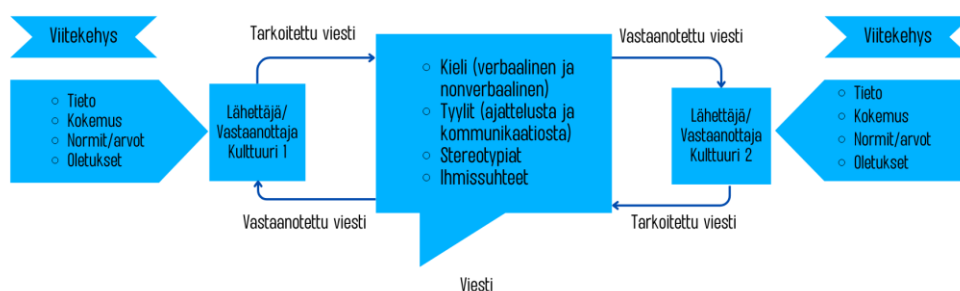 Viitekehys
○ Tieto
○ Kokemus
○ Normit/arvot
○ Oletukset
Tarkoitettu viesti
Lähettäjä/
Vastaanottaja
Kulttuuri 1
Vastaanotettu viesti
○ Kieli (verbaalinen ja
nonverbaalinen)
○ Tyylit (ajattelusta ja
kommunikaatiosta)
○ Stereotypiat
○ Ihmissuhteet
Viesti
Vastaanotettu viesti
Lähettäjä/
Vastaanottaja
Kulttuuri 2
Tarkoitettu viesti
Viitekehys
○ Tieto
○ Kokemus
○ Normit/arvot
○ Oletukset